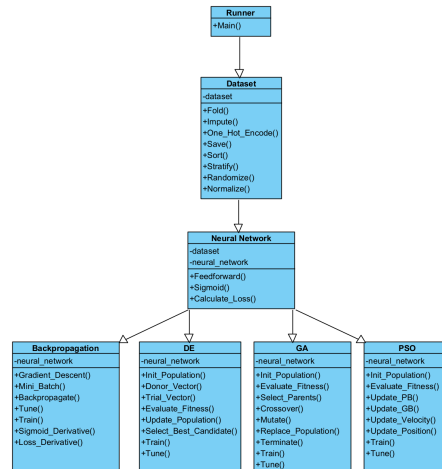 Runner
+Main()
Dataset
-dataset
+Fold()
+Impute()
+One_Hot_Encode()
+Save()
+Sort()
+Stratify()
+Randomize()
+Normalize()
Neural Network
-dataset
-neural_network
+Feedforward()
+Sigmoid()
+Calculate_Loss()
Backpropagation
-neural_network
+Gradient_Descent()
+Mini_Batch()
+Backpropagate()
+Tune()
+Train()
+Sigmoid_Derivative()
+Loss_Derivative()
DE
-neural_network
+Init_Population()
+Donor_Vector()
+Trial_Vector()
+Evaluate_Fitness()
+Update_Population()
+Select_Best_Candidate()
+Train()
+Tune()
GA
-neural_network
+Init_Population()
+Evaluate_Fitness()
+Select_Parents()
+Crossover()
+Mutate()
+Replace_Population()
+Terminate()
+Train()
+Tune()
PSO
-neural_network
+Init_Population()
+Evaluate_Fitness()
+Update_PB()
+Update_GB()
+Update_Velocity()
+Update_Position()
+Train()
+Tune()